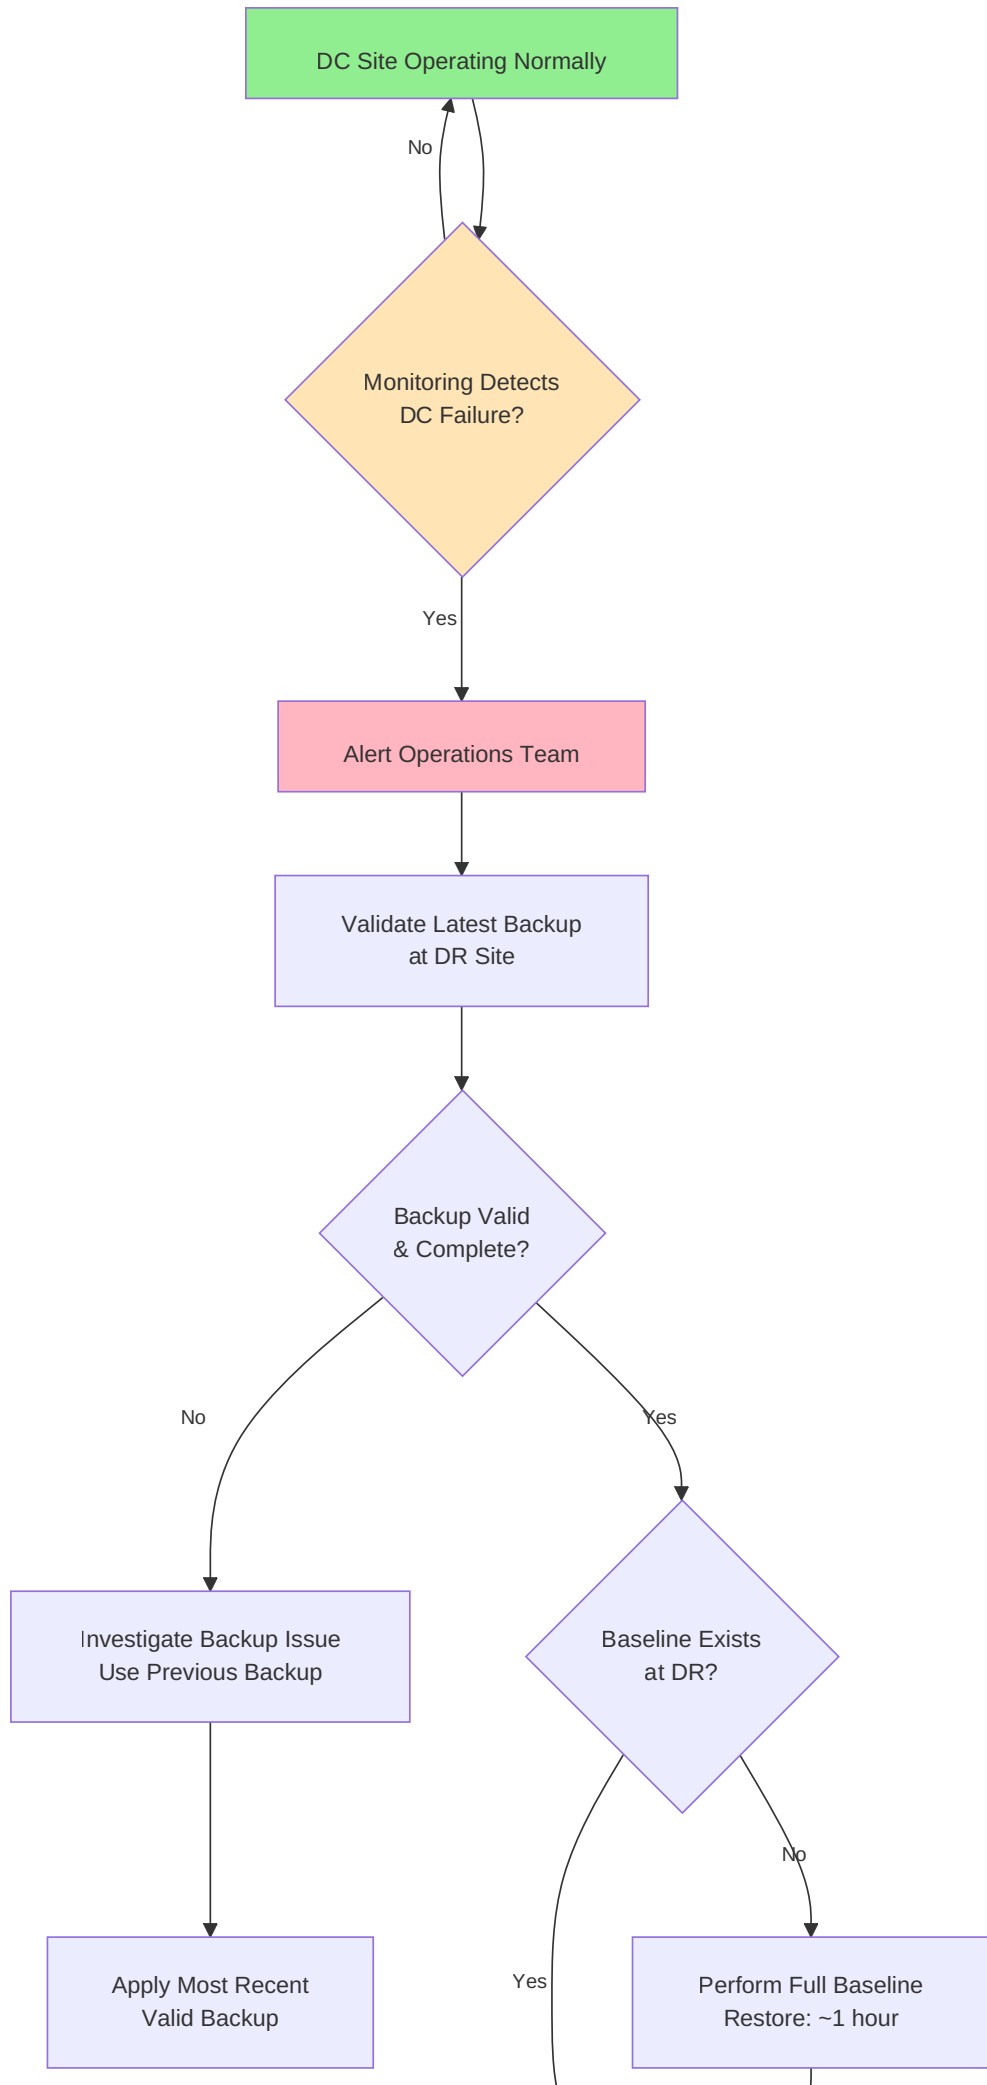 DC Site Operating Normally
No
Monitoring Detects
DC Failure?
Yes
Alert Operations Team
Validate Latest Backup
at DR Site
Backup Valid
& Complete?
No
Yes
Investigate Backup Issue
Use Previous Backup
Baseline Exists
at DR?
No
Yes
Apply Most Recent
Valid Backup
Perform Full Baseline
Restore: ~1 hour